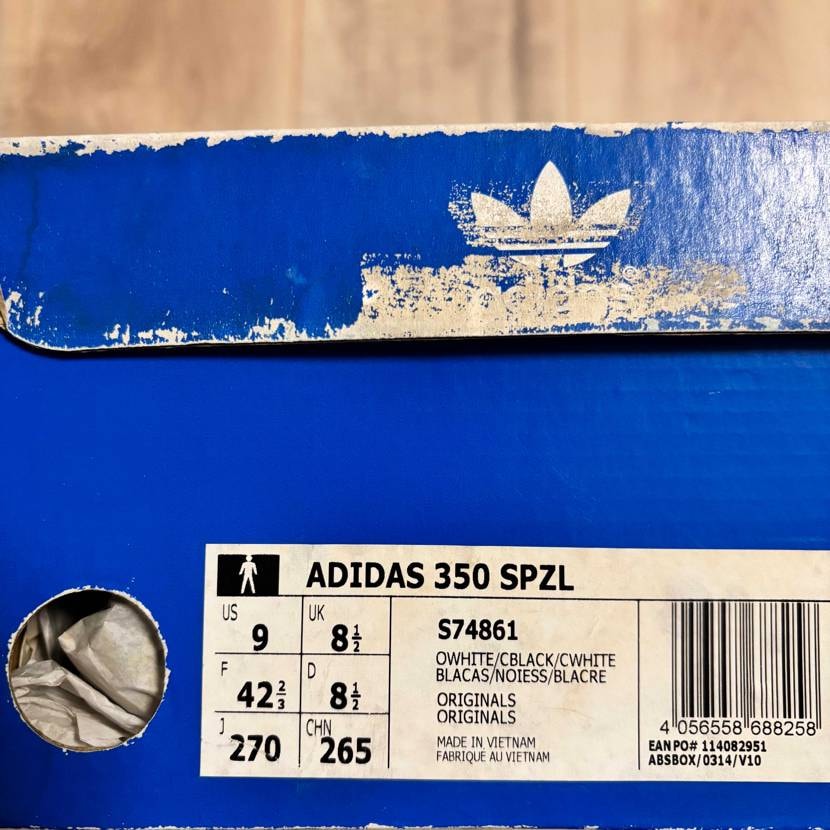 ADIDAS 350 SPZL
US 9 UK 8 1/2
F 42 2/3 D 8 1/2
J 270 CHN 265
S74861
OWHITE/CBLACK/CWHITE
BLACAS/NOIESS/BLACRE
ORIGINALS
ORIGINALS
MADE IN VIETNAM
FABRIQUÉ AU VIETNAM
4 056558 688258
EAN PO# 114082951
ABSBOX/0314/V10